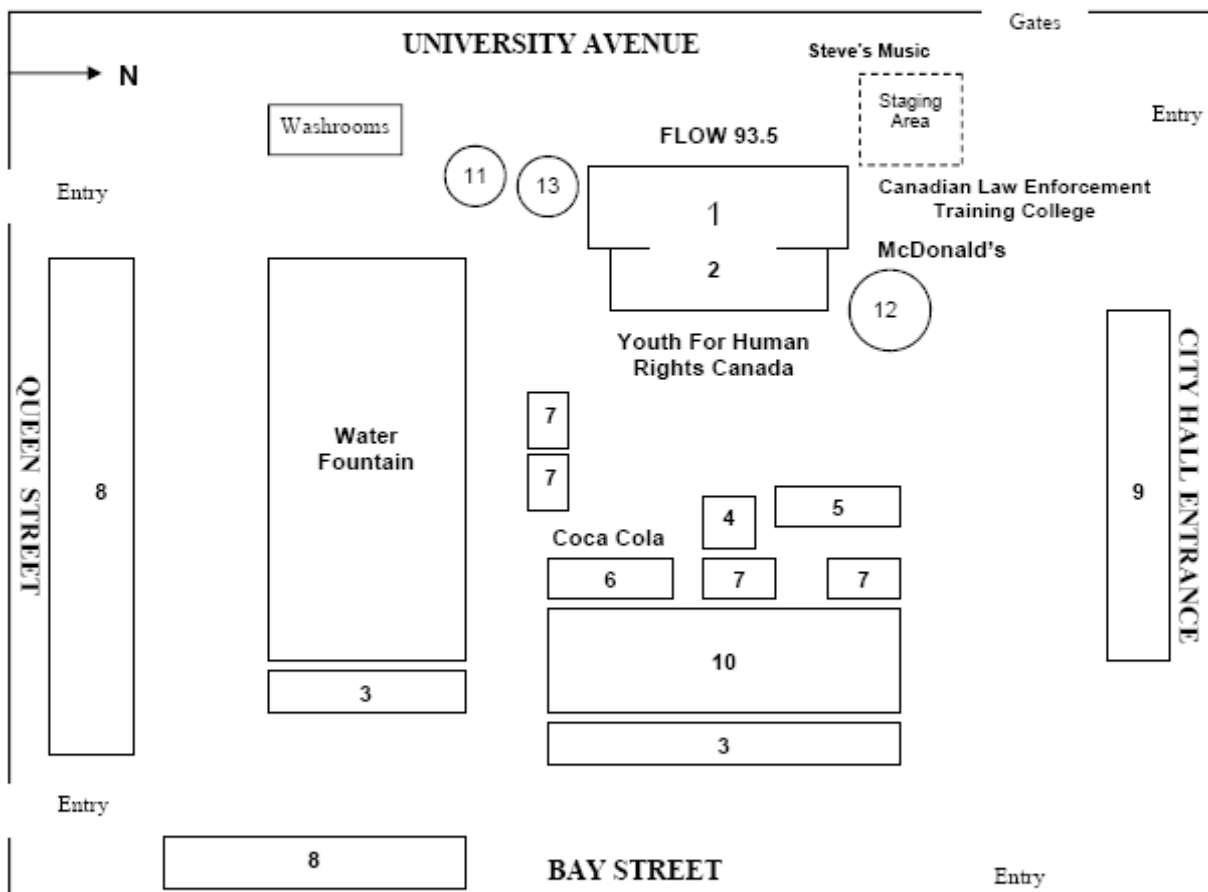 Gates
UNIVERSITY AVENUE
Steve's Music
N
Staging
Area
Washrooms
Entry
FLOW 93.5
11
13
Entry
1
Canadian Law Enforcement
Training College
McDonald's
2
12
Youth For Human
Rights Canada
QUEEN STREET
8
Water
Fountain
7
7
4
5
9
CITY HALL ENTRANCE
Coca Cola
6
7
7
10
3
3
Entry
8
BAY STREET
Entry